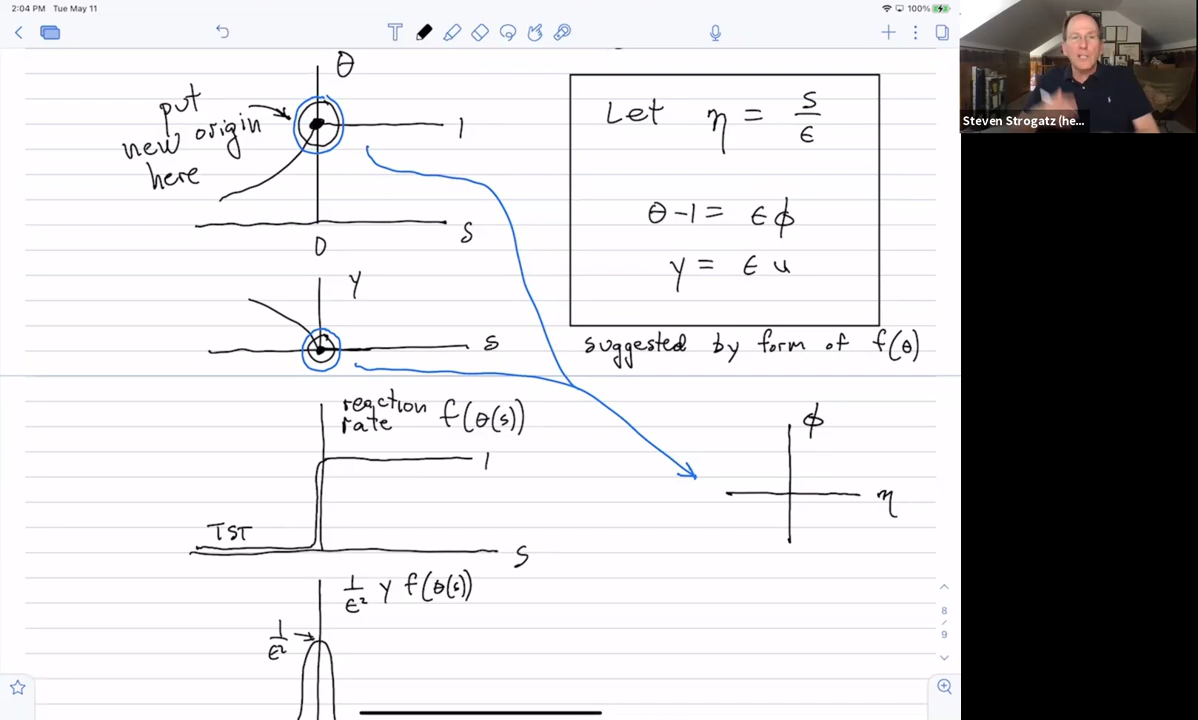 2:04 PM Tue May 11
100%
Steven Strogatz (he...
θ
put
new origin
here
1
s
0
Let η = s/ϵ
θ-1 = ϵϕ
y = ϵu
suggested by form of f(θ)
y
s
reaction
rate f(θ(s))
1
TST
s
ϕ
η
1/ϵ² y f(θ(s))
1/ϵ²
8
/
9